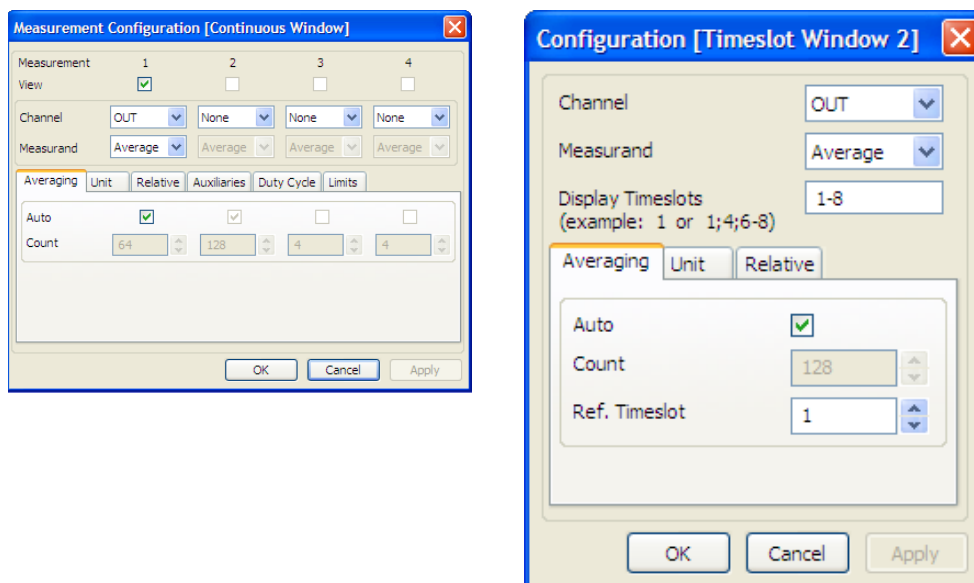 Measurement Configuration [Continuous Window]
Measurement 1 2 3 4
View
Channel OUT None None None
Measurand Average Average Average Average
Averaging Unit Relative Auxiliaries Duty Cycle Limits
Auto
Count 64 128 4 4
OK Cancel Apply
Configuration [Timeslot Window 2]
Channel OUT
Measurand Average
Display Timeslots 1-8
(example: 1 or 1;4;6-8)
Averaging Unit Relative
Auto
Count 128
Ref. Timeslot 1
OK Cancel Apply